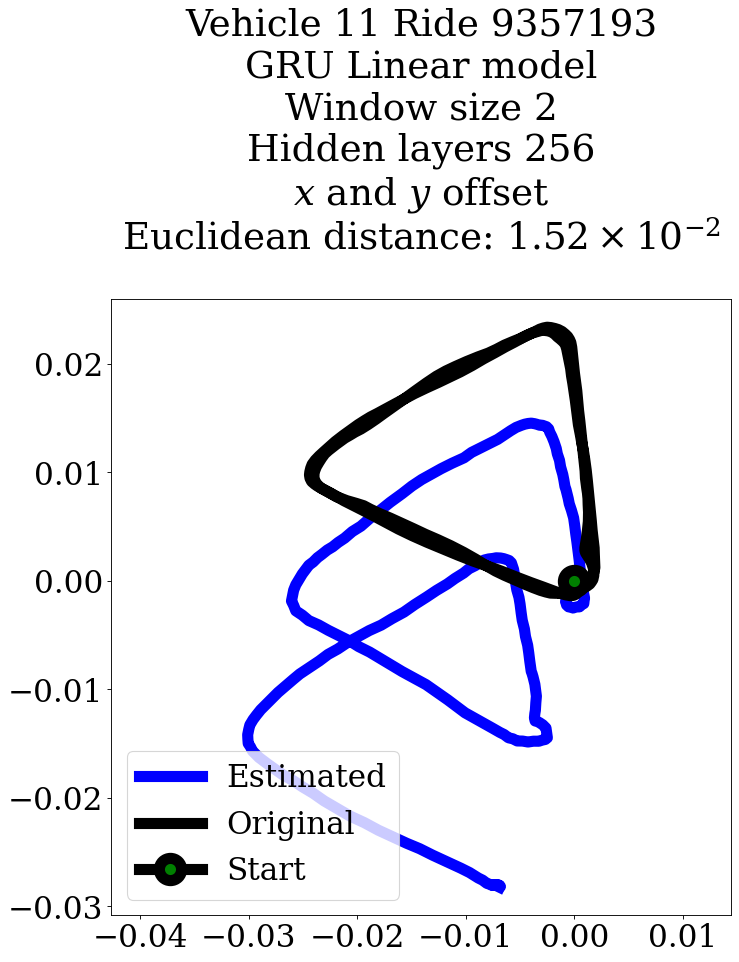 Vehicle 11 Ride 9357193
GRU Linear model
Window size 2
Hidden layers 256
x and y offset
Euclidean distance: 1.52 × 10⁻²
0.02
0.01
0.00
−0.01
−0.02
−0.03
Estimated
Original
Start
−0.04 −0.03 −0.02 −0.01 0.00 0.01